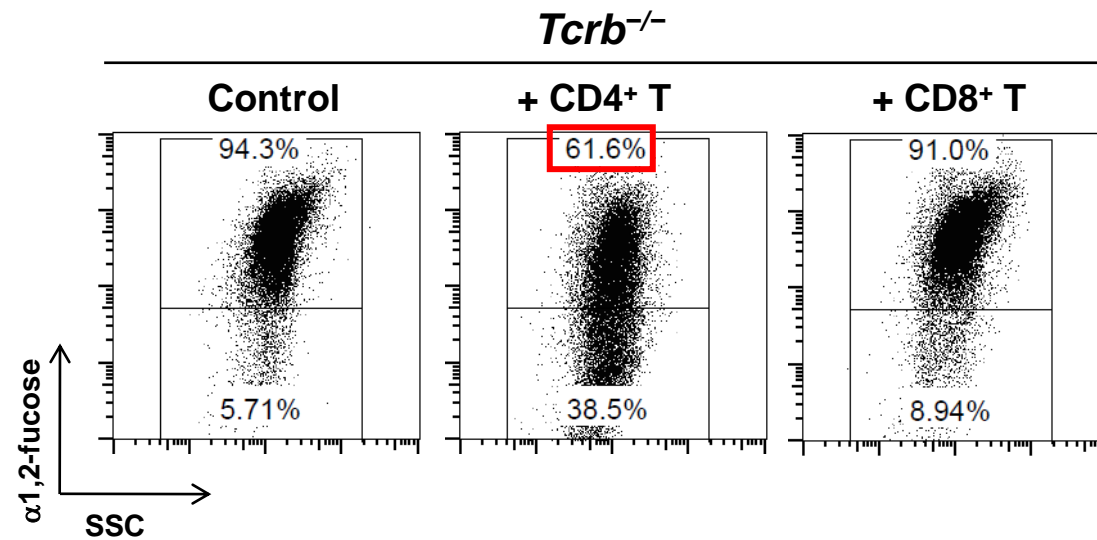 Tcrb⁻/⁻
Control
+ CD4⁺ T
+ CD8⁺ T
94.3%
61.6%
91.0%
5.71%
38.5%
8.94%
α1,2-fucose
SSC